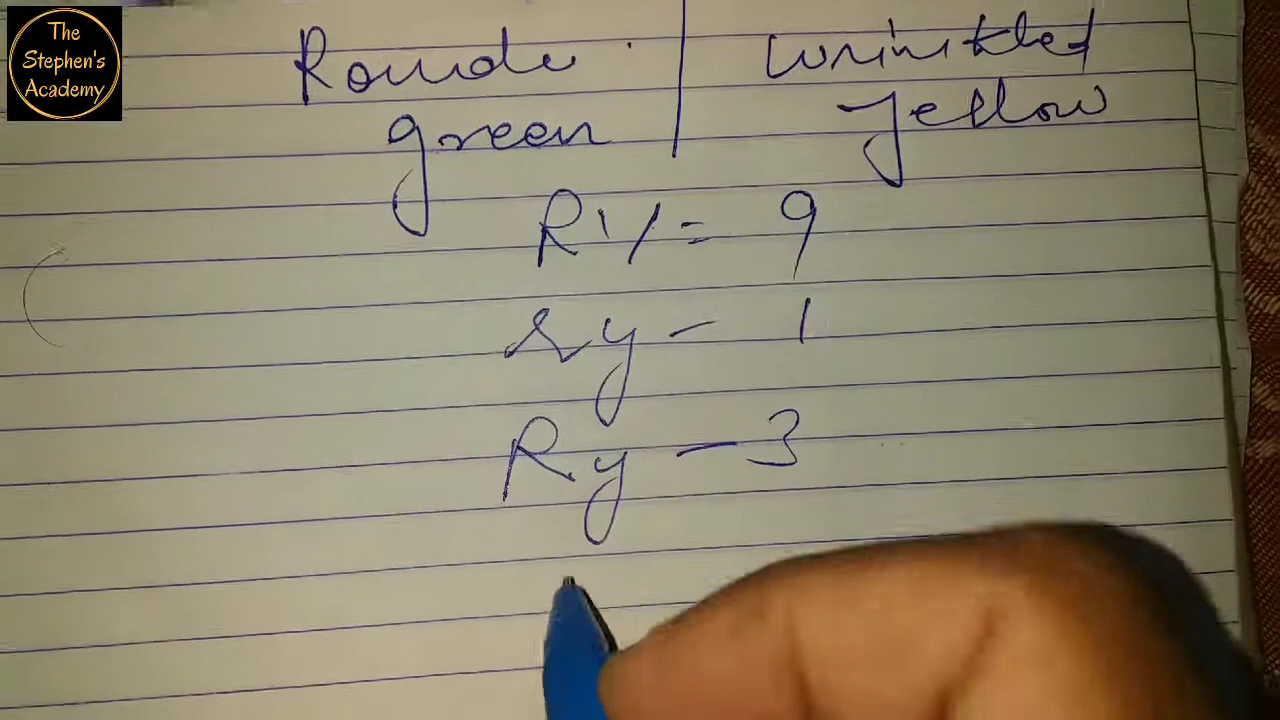 The
Stephen's
Academy
Rounde wrinkled
green yellow
RY = 9
ry - 1
Ry - 3